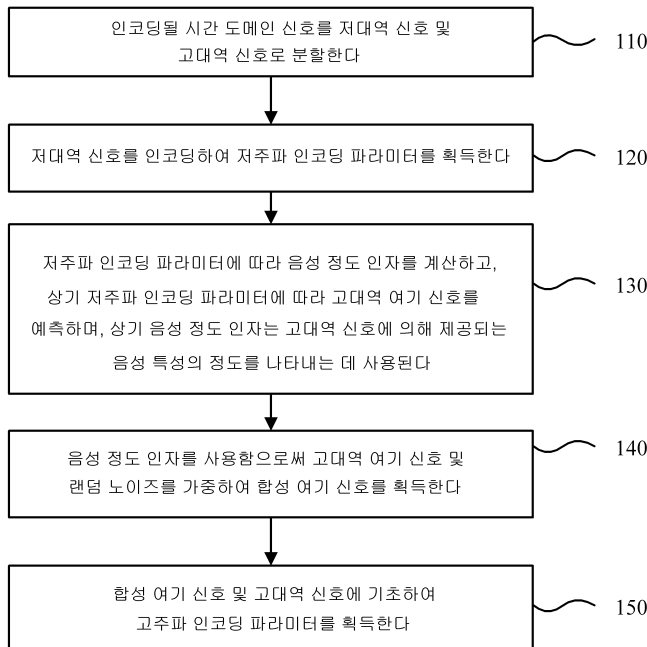 인코딩될 시간 도메인 신호를 저대역 신호 및
고대역 신호로 분할한다
110
저대역 신호를 인코딩하여 저주파 인코딩 파라미터를 획득한다
120
저주파 인코딩 파라미터에 따라 음성 정도 인자를 계산하고,
상기 저주파 인코딩 파라미터에 따라 고대역 여기 신호를
예측하며, 상기 음성 정도 인자는 고대역 신호에 의해 제공되는
음성 특성의 정도를 나타내는 데 사용된다
130
음성 정도 인자를 사용함으로써 고대역 여기 신호 및
랜덤 노이즈를 가중하여 합성 여기 신호를 획득한다
140
합성 여기 신호 및 고대역 신호에 기초하여
고주파 인코딩 파라미터를 획득한다
150